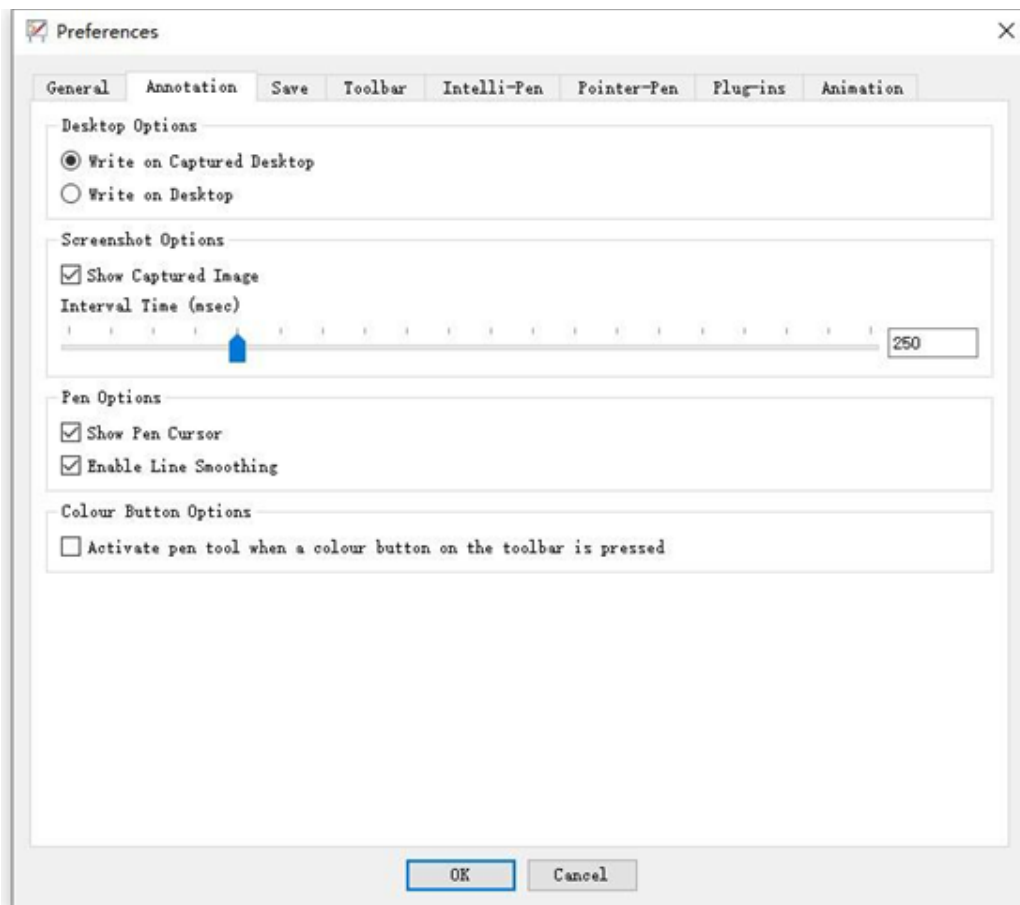 Preferences
General Annotation Save Toolbar Intelli-Pen Pointer-Pen Plug-ins Animation
Desktop Options
Write on Captured Desktop
Write on Desktop
Screenshot Options
Show Captured Image
Interval Time (msec)
250
Pen Options
Show Pen Cursor
Enable Line Smoothing
Colour Button Options
Activate pen tool when a colour button on the toolbar is pressed
OK Cancel